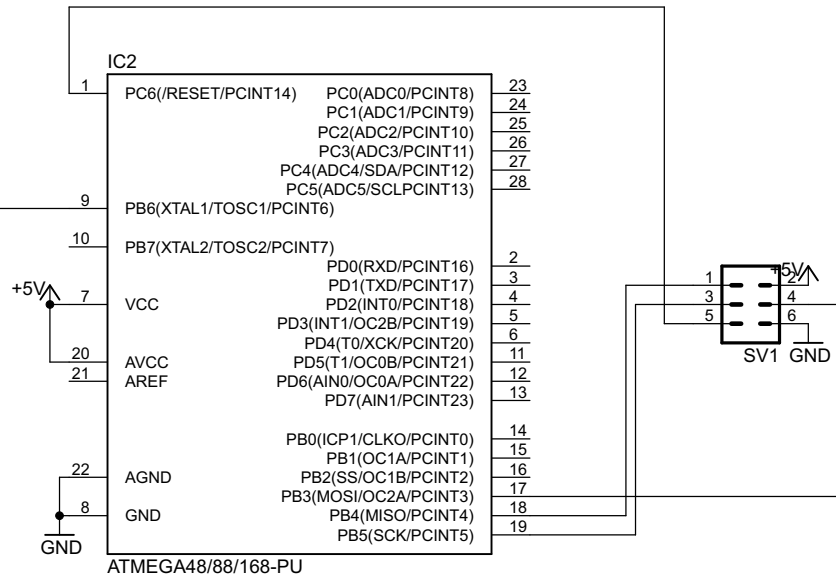 IC2
1 PC6(/RESET/PCINT14) PC0(ADC0/PCINT8) 23
PC1(ADC1/PCINT9) 24
PC2(ADC2/PCINT10) 25
PC3(ADC3/PCINT11) 26
PC4(ADC4/SDA/PCINT12) 27
PC5(ADC5/SCLPCINT13) 28
9 PB6(XTAL1/TOSC1/PCINT6)
10 PB7(XTAL2/TOSC2/PCINT7)
PD0(RXD/PCINT16) 2
PD1(TXD/PCINT17) 3
+5V 7 VCC PD2(INT0/PCINT18) 4
PD3(INT1/OC2B/PCINT19) 5
PD4(T0/XCK/PCINT20) 6
20 AVCC PD5(T1/OC0B/PCINT21) 11
21 AREF PD6(AIN0/OC0A/PCINT22) 12
PD7(AIN1/PCINT23) 13
PB0(ICP1/CLKO/PCINT0) 14
PB1(OC1A/PCINT1) 15
22 AGND PB2(SS/OC1B/PCINT2) 16
PB3(MOSI/OC2A/PCINT3) 17
8 GND PB4(MISO/PCINT4) 18
PB5(SCK/PCINT5) 19
GND
ATMEGA48/88/168-PU
+5V
1 2
3 4
5 6
SV1 GND